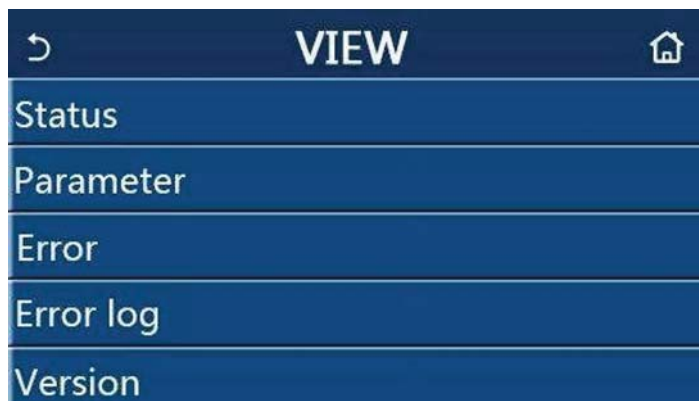 VIEW
Status
Parameter
Error
Error log
Version